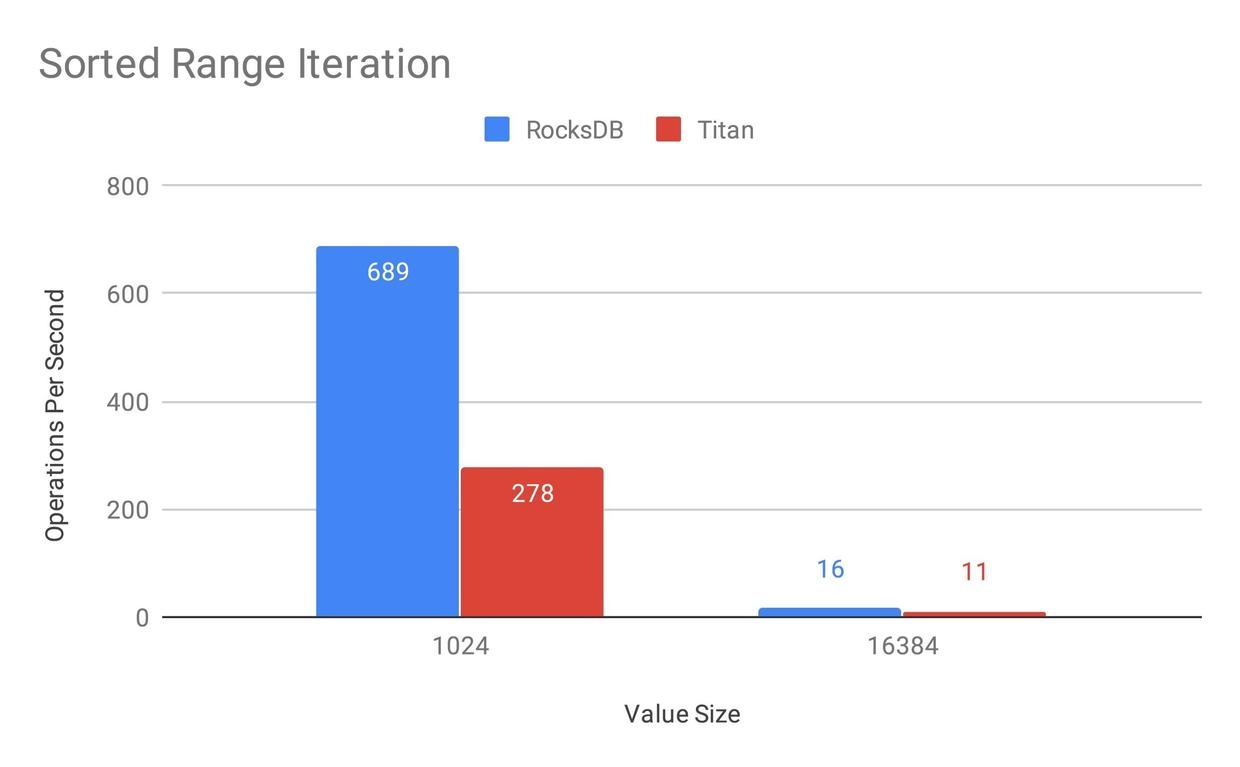 Sorted Range Iteration
RocksDB Titan
800
689
600
Operations Per Second
400
278
200
16
11
0
1024
16384
Value Size